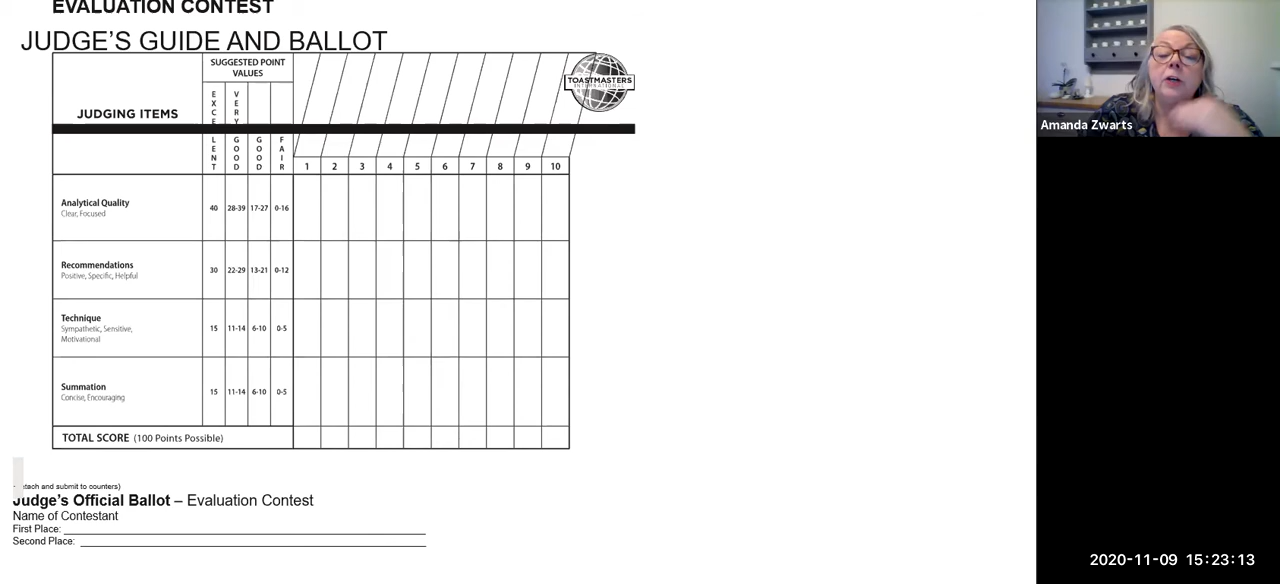 EVALUATION CONTEST
JUDGE'S GUIDE AND BALLOT
SUGGESTED POINT
VALUES
JUDGING ITEMS
EXCELLENT
VERY GOOD
GOOD
FAIR
TOASTMASTERS
INTERNATIONAL
1 2 3 4 5 6 7 8 9 10
Analytical Quality
Clear, Focused
40 28-39 17-27 0-16
Recommendations
Positive, Specific, Helpful
30 22-29 13-21 0-12
Technique
Sympathetic, Sensitive,
Motivational
15 11-14 6-10 0-5
Summation
Concise, Encouraging
15 11-14 6-10 0-5
TOTAL SCORE (100 Points Possible)
and submit to counters)
Judge's Official Ballot – Evaluation Contest
Name of Contestant
First Place:
Second Place:
Amanda Zwarts
2020-11-09 15:23:13